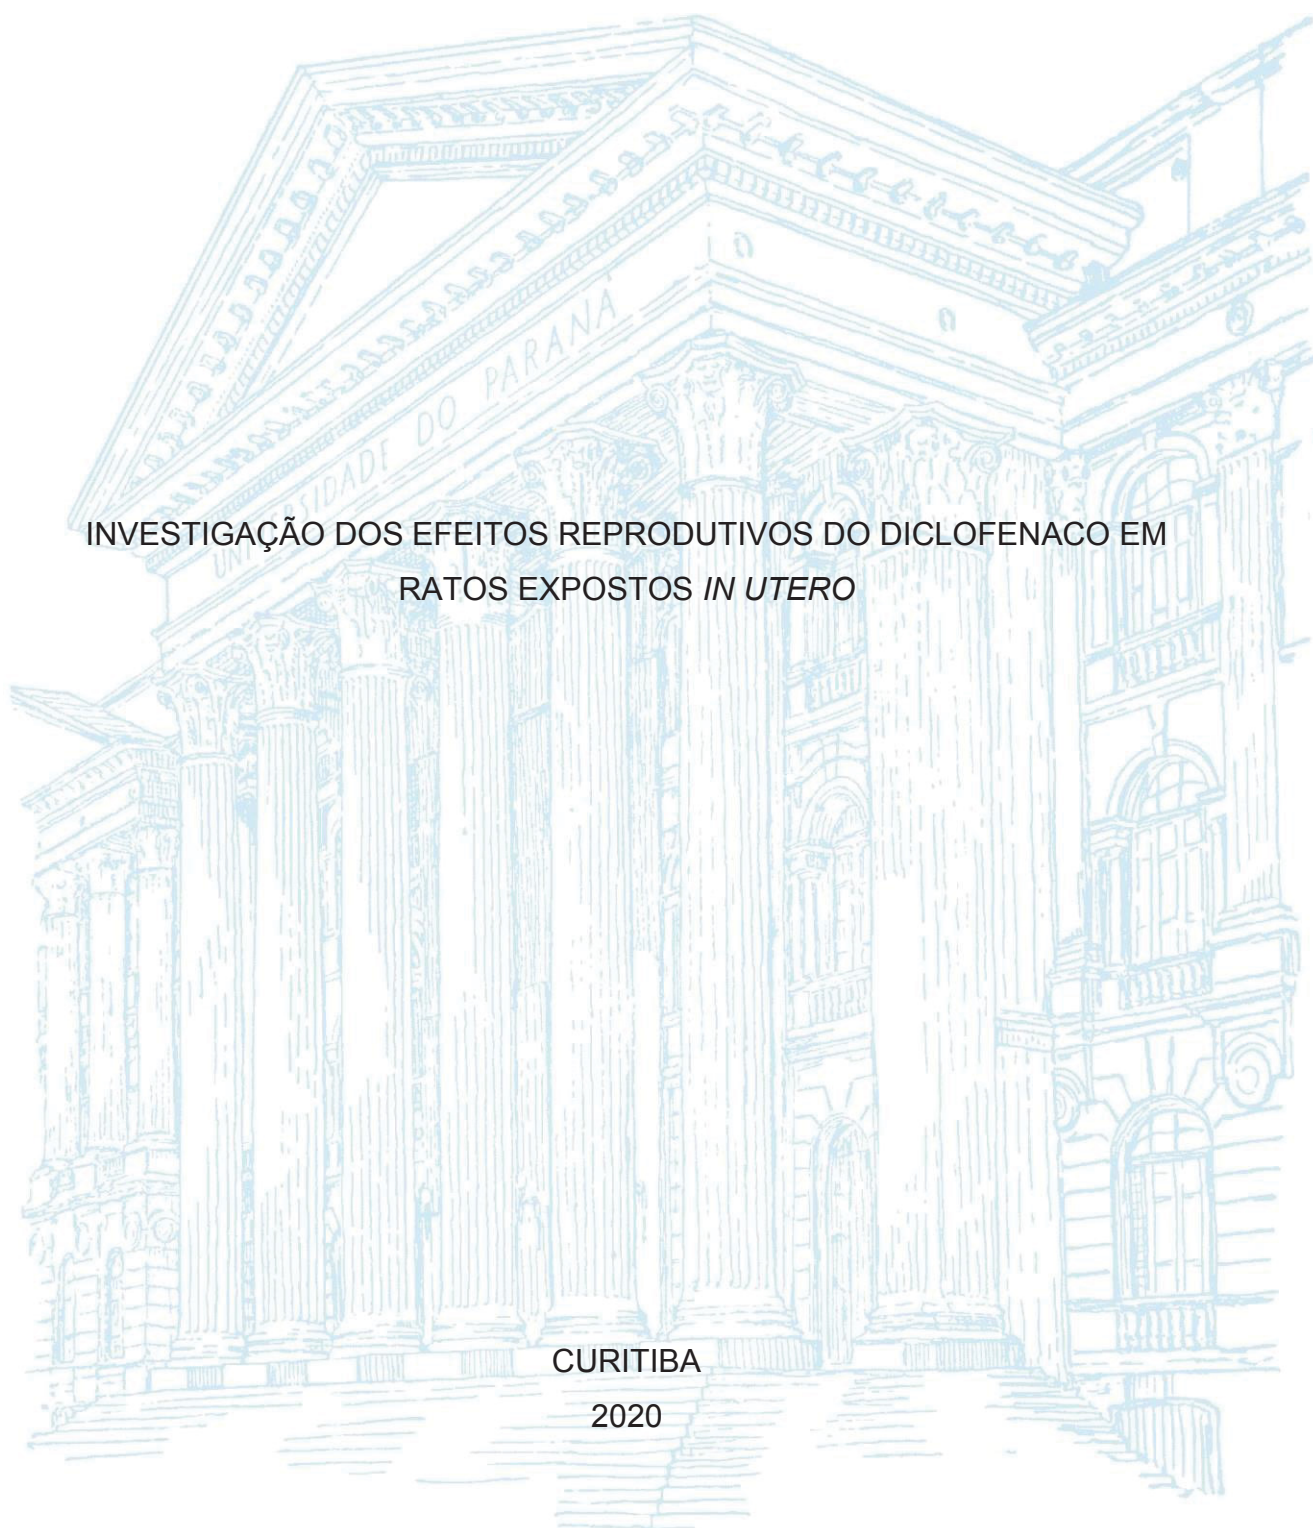 UNIVERSIDADE DO PARANÁ
INVESTIGAÇÃO DOS EFEITOS REPRODUTIVOS DO DICLOFENACO EM
RATOS EXPOSTOS IN UTERO
CURITIBA
2020